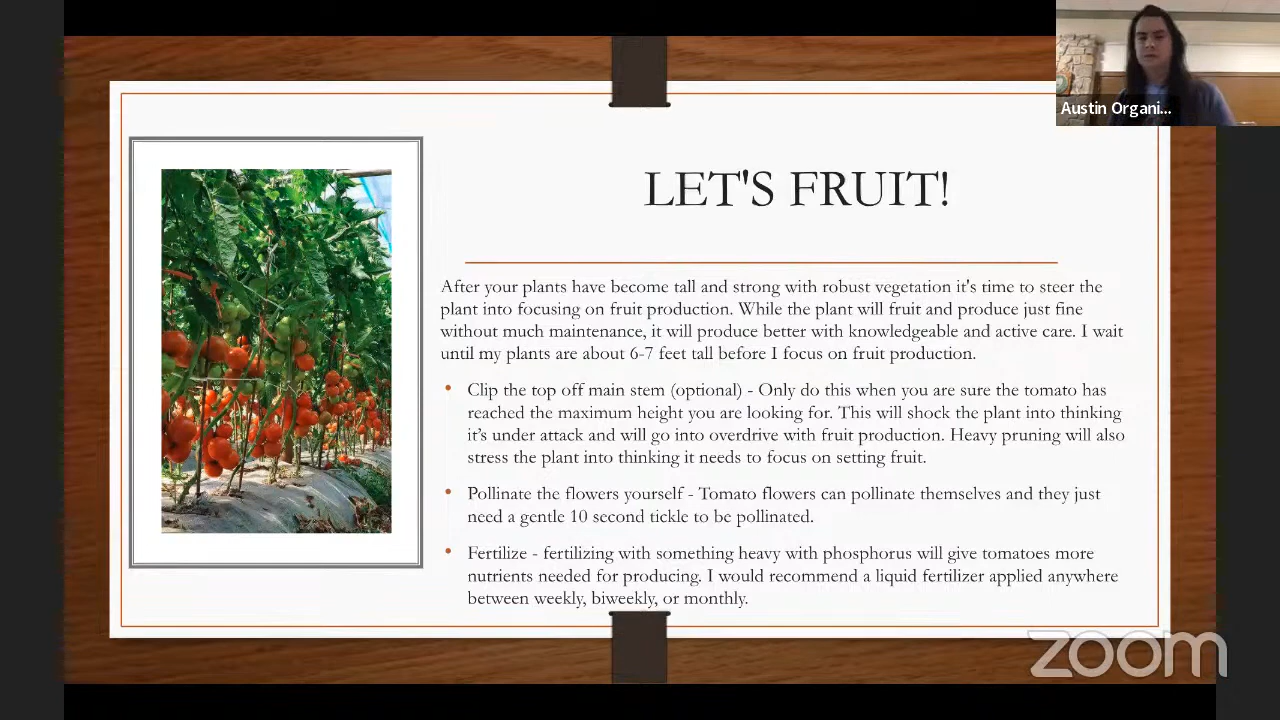 Austin Organi...
LET'S FRUIT!
After your plants have become tall and strong with robust vegetation it's time to steer the
plant into focusing on fruit production. While the plant will fruit and produce just fine
without much maintenance, it will produce better with knowledgeable and active care. I wait
until my plants are about 6-7 feet tall before I focus on fruit production.
• Clip the top off main stem (optional) - Only do this when you are sure the tomato has
reached the maximum height you are looking for. This will shock the plant into thinking
it’s under attack and will go into overdrive with fruit production. Heavy pruning will also
stress the plant into thinking it needs to focus on setting fruit.
• Pollinate the flowers yourself - Tomato flowers can pollinate themselves and they just
need a gentle 10 second tickle to be pollinated.
• Fertilize - fertilizing with something heavy with phosphorus will give tomatoes more
nutrients needed for producing. I would recommend a liquid fertilizer applied anywhere
between weekly, biweekly, or monthly.
zoom